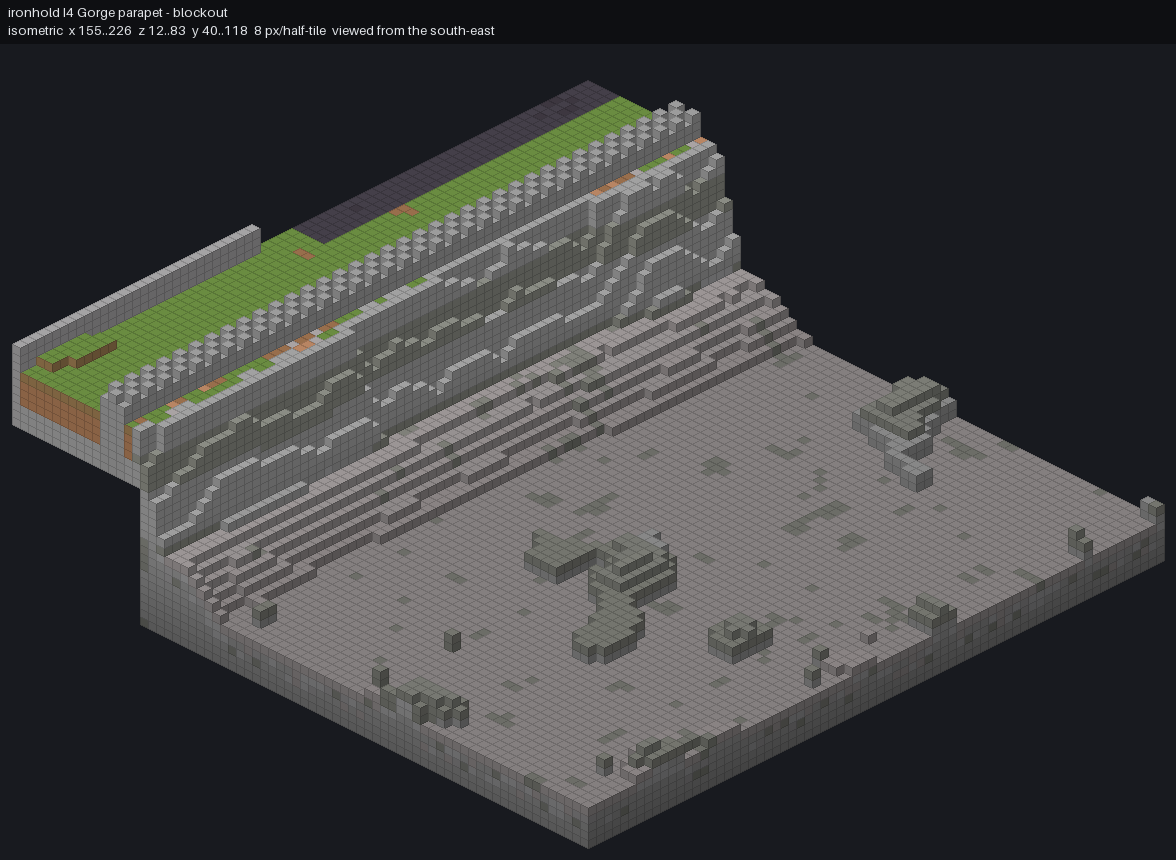 ironhold I4 Gorge parapet - blockout
isometric  x 155..226  z 12..83  y 40..118  8 px/half-tile  viewed from the south-east